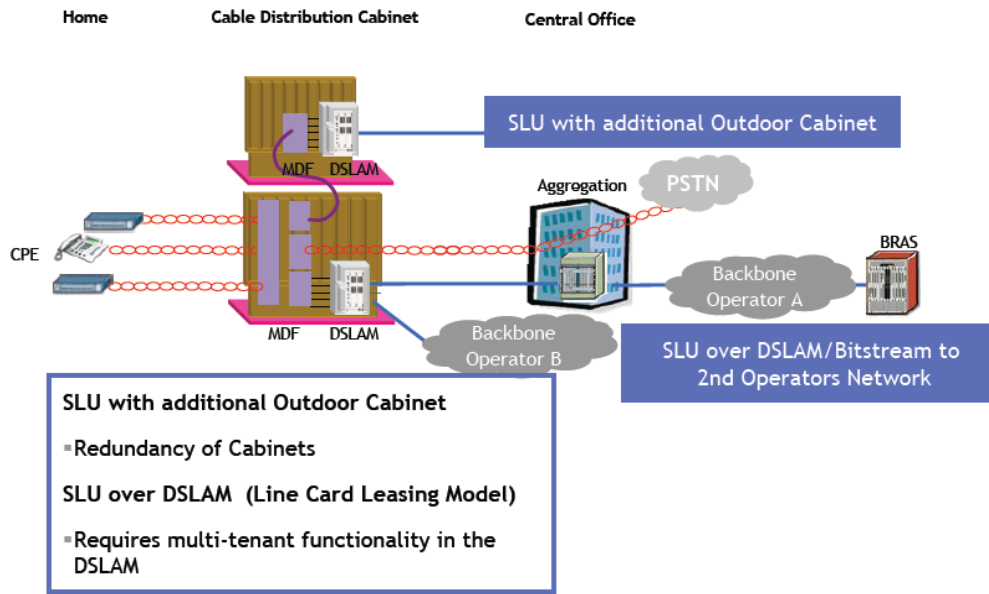 Home
Cable Distribution Cabinet
Central Office
SLU with additional Outdoor Cabinet
MDF
DSLAM
Aggregation
PSTN
CPE
BRAS
Backbone
Operator A
MDF
DSLAM
Backbone
Operator B
SLU over DSLAM/Bitstream to
2nd Operators Network
SLU with additional Outdoor Cabinet
▪Redundancy of Cabinets
SLU over DSLAM (Line Card Leasing Model)
▪Requires multi-tenant functionality in the
DSLAM